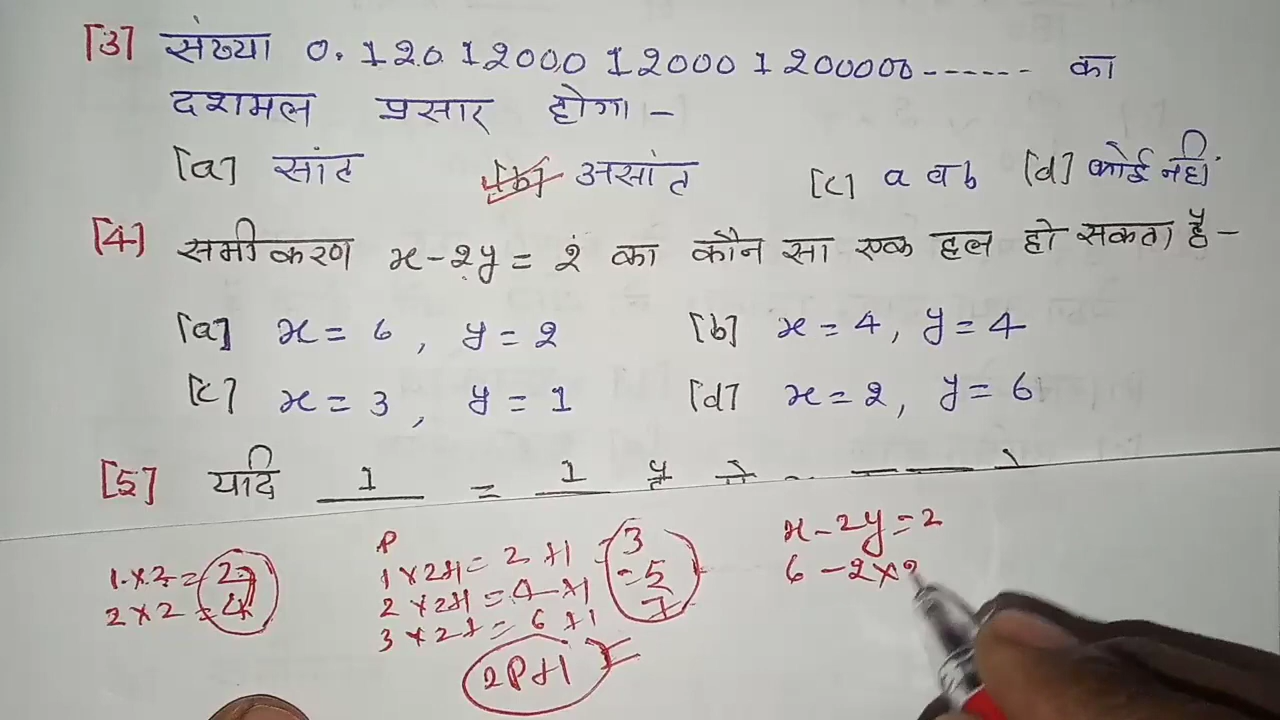 [3] संख्या 0.120120000120001200000------ का
दशमल प्रसार होगा -
[a] सांत [b] असांत [c] a व b [d] कोई नहीं
[4] समीकरण x - 2y = 2 का कौन सा एक हल हो सकता है -
[a] x = 6, y = 2 [b] x = 4, y = 4
[c] x = 3, y = 1 [d] x = 2, y = 6
[5] यदि 1 = 1
1 × 2 = 2
2 × 2 = 4
P
1 × 2+1 = 2 +1 = 3
2 × 2+1 = 4 +1 = 5
3 × 2+ = 6 +1 7
2P+1
x - 2y = 2
6 - 2×2